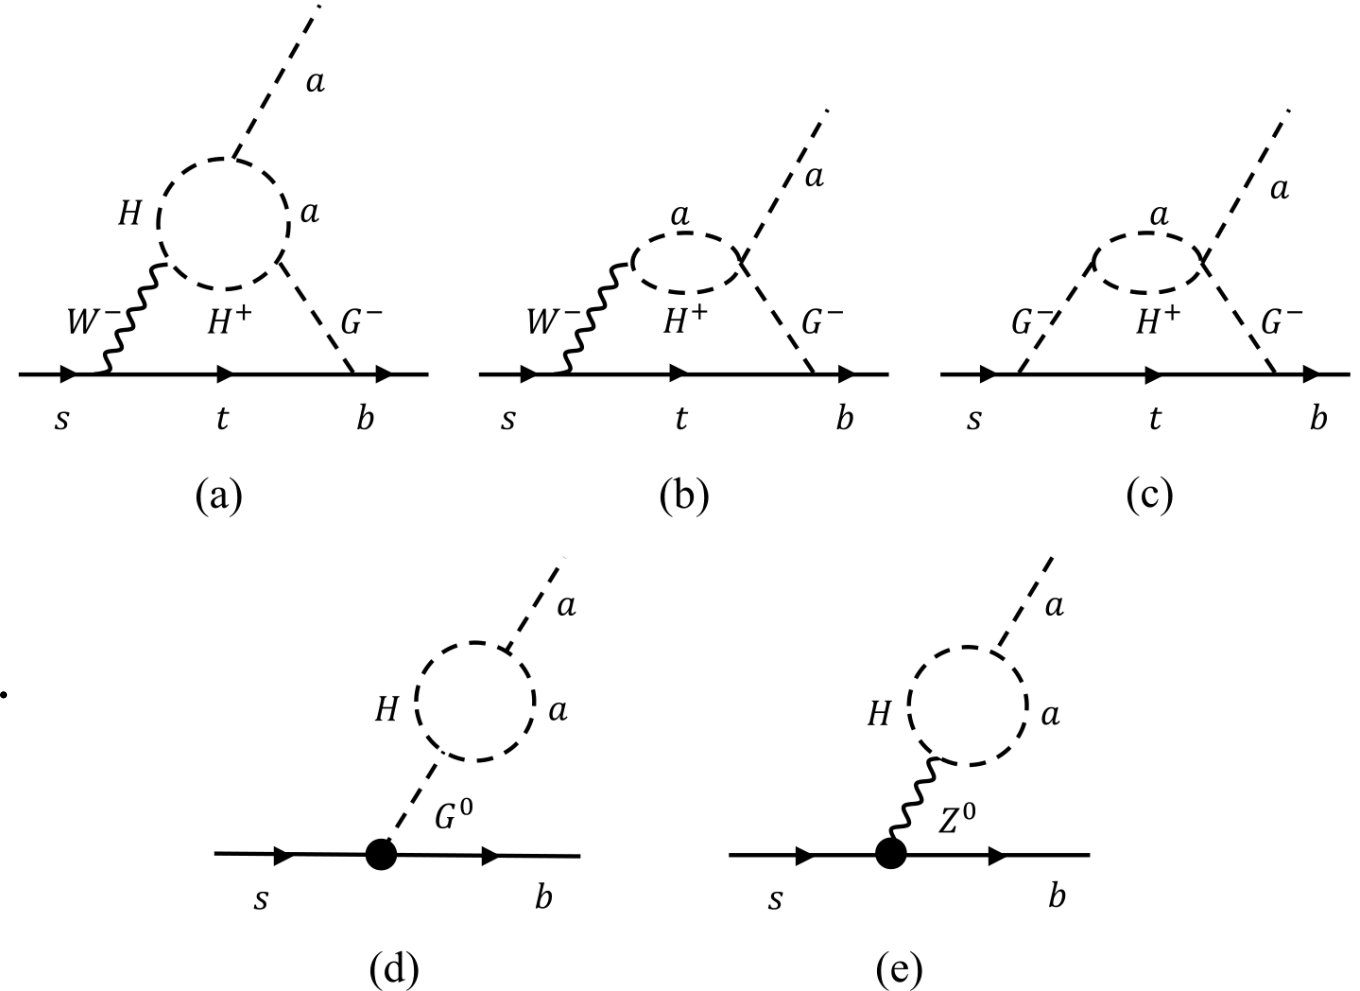 a
H a
W⁻ H⁺ G⁻
s t b
(a)
a
a
W⁻ H⁺ G⁻
s t b
(b)
a
a
G⁻ H⁺ G⁻
s t b
(c)
a
H a
G⁰
s b
(d)
a
H a
Z⁰
s b
(e)